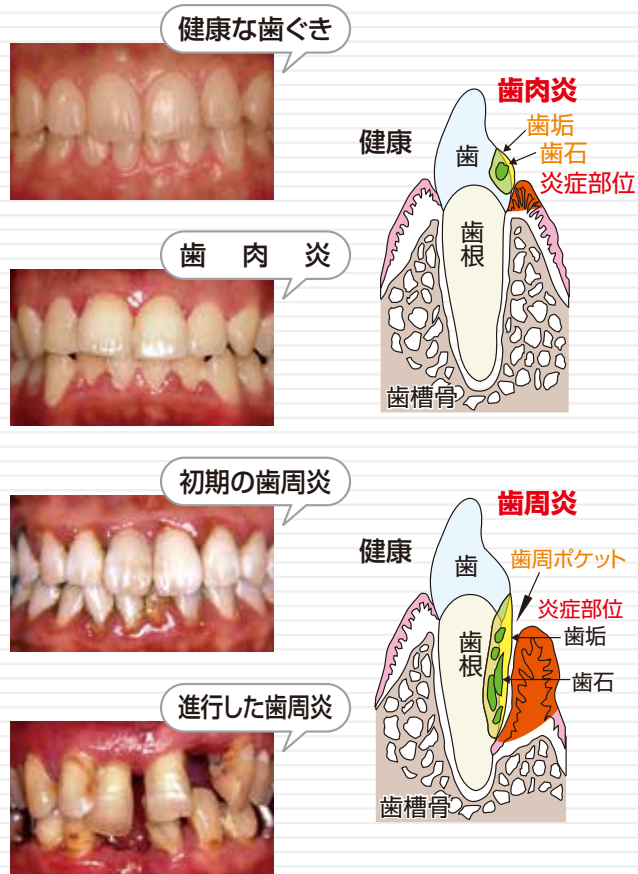 健康な歯ぐき
歯肉炎
初期の歯周炎
進行した歯周炎
歯肉炎
健康
歯垢
歯石
炎症部位
歯
歯根
歯槽骨
歯周炎
健康
歯周ポケット
炎症部位
歯垢
歯石
歯
歯根
歯槽骨